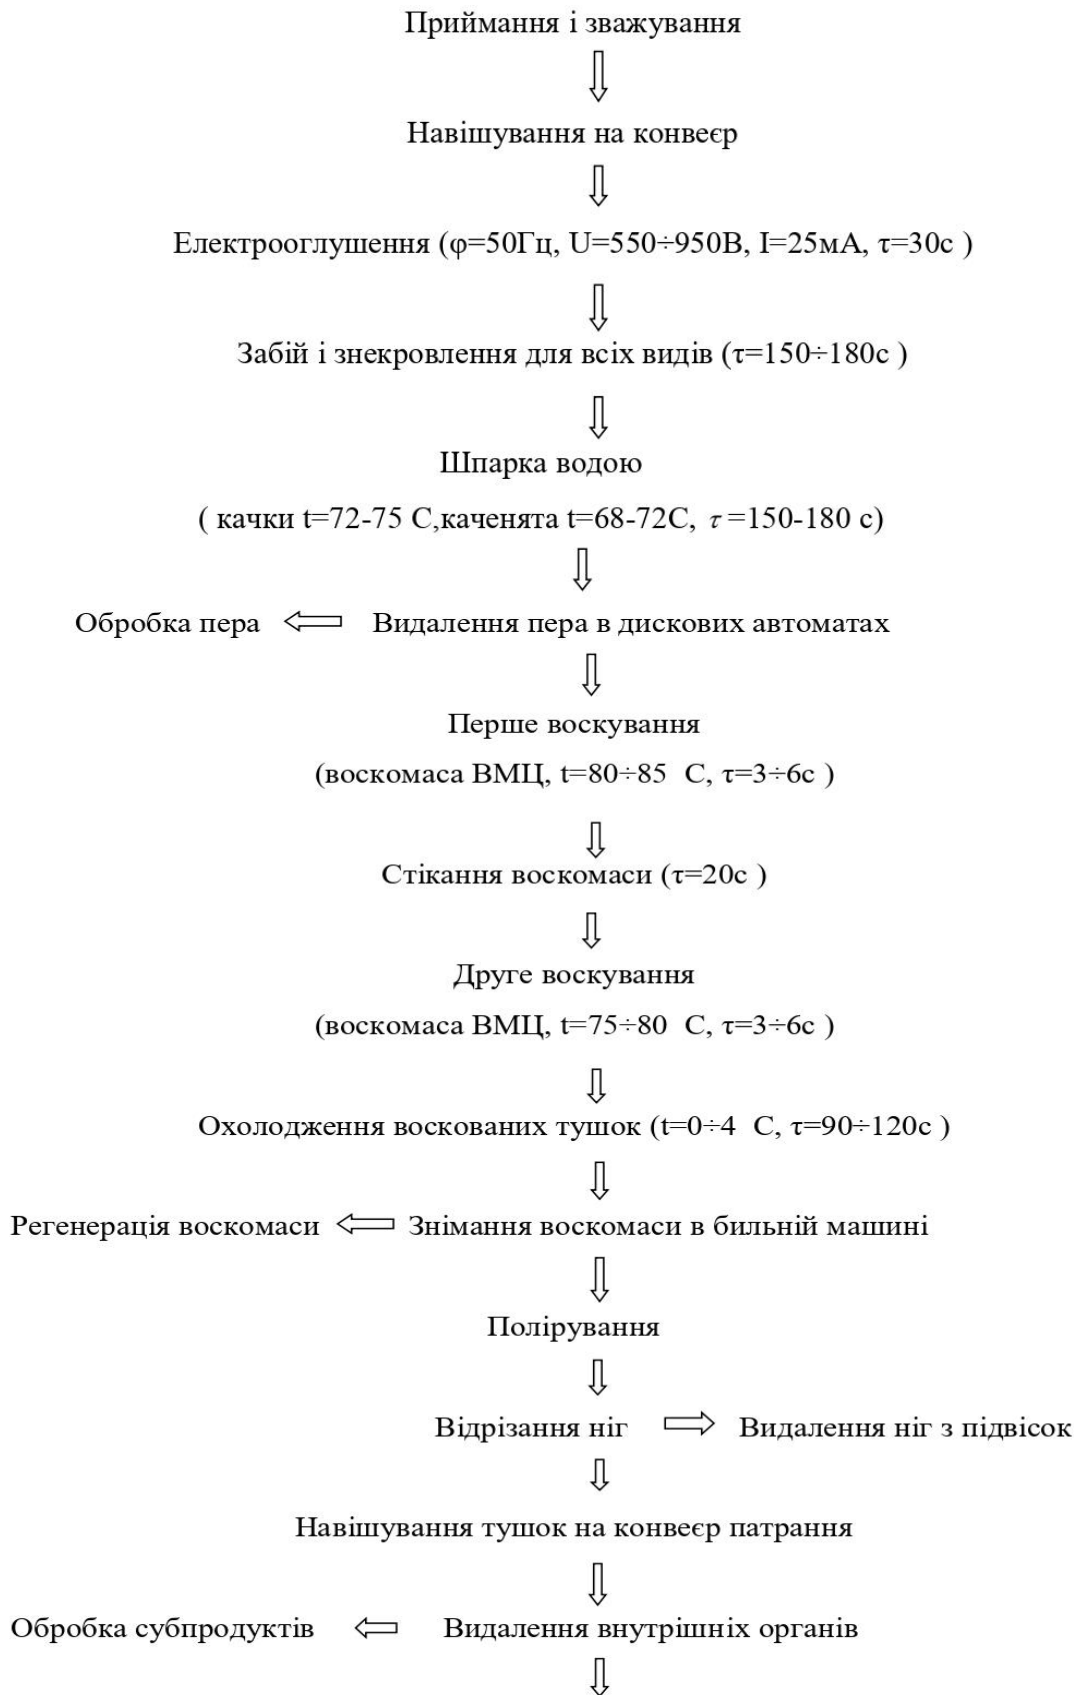 Приймання і зважування
Навішування на конвеєр
Електрооглушення (φ=50Гц, U=550÷950В, I=25мА, τ=30с )
Забій і знекровлення для всіх видів (τ=150÷180с )
Шпарка водою
( качки t=72-75 С,каченята t=68-72С, τ =150-180 с)
Обробка пера Видалення пера в дискових автоматах
Перше воскування
(воскомаса ВМЦ, t=80÷85 С, τ=3÷6с )
Стікання воскомаси (τ=20с )
Друге воскування
(воскомаса ВМЦ, t=75÷80 С, τ=3÷6с )
Охолодження воскованих тушок (t=0÷4 С, τ=90÷120с )
Регенерація воскомаси Знімання воскомаси в бильній машині
Полірування
Відрізання ніг Видалення ніг з підвісок
Навішування тушок на конвеєр патрання
Обробка субпродуктів Видалення внутрішніх органів